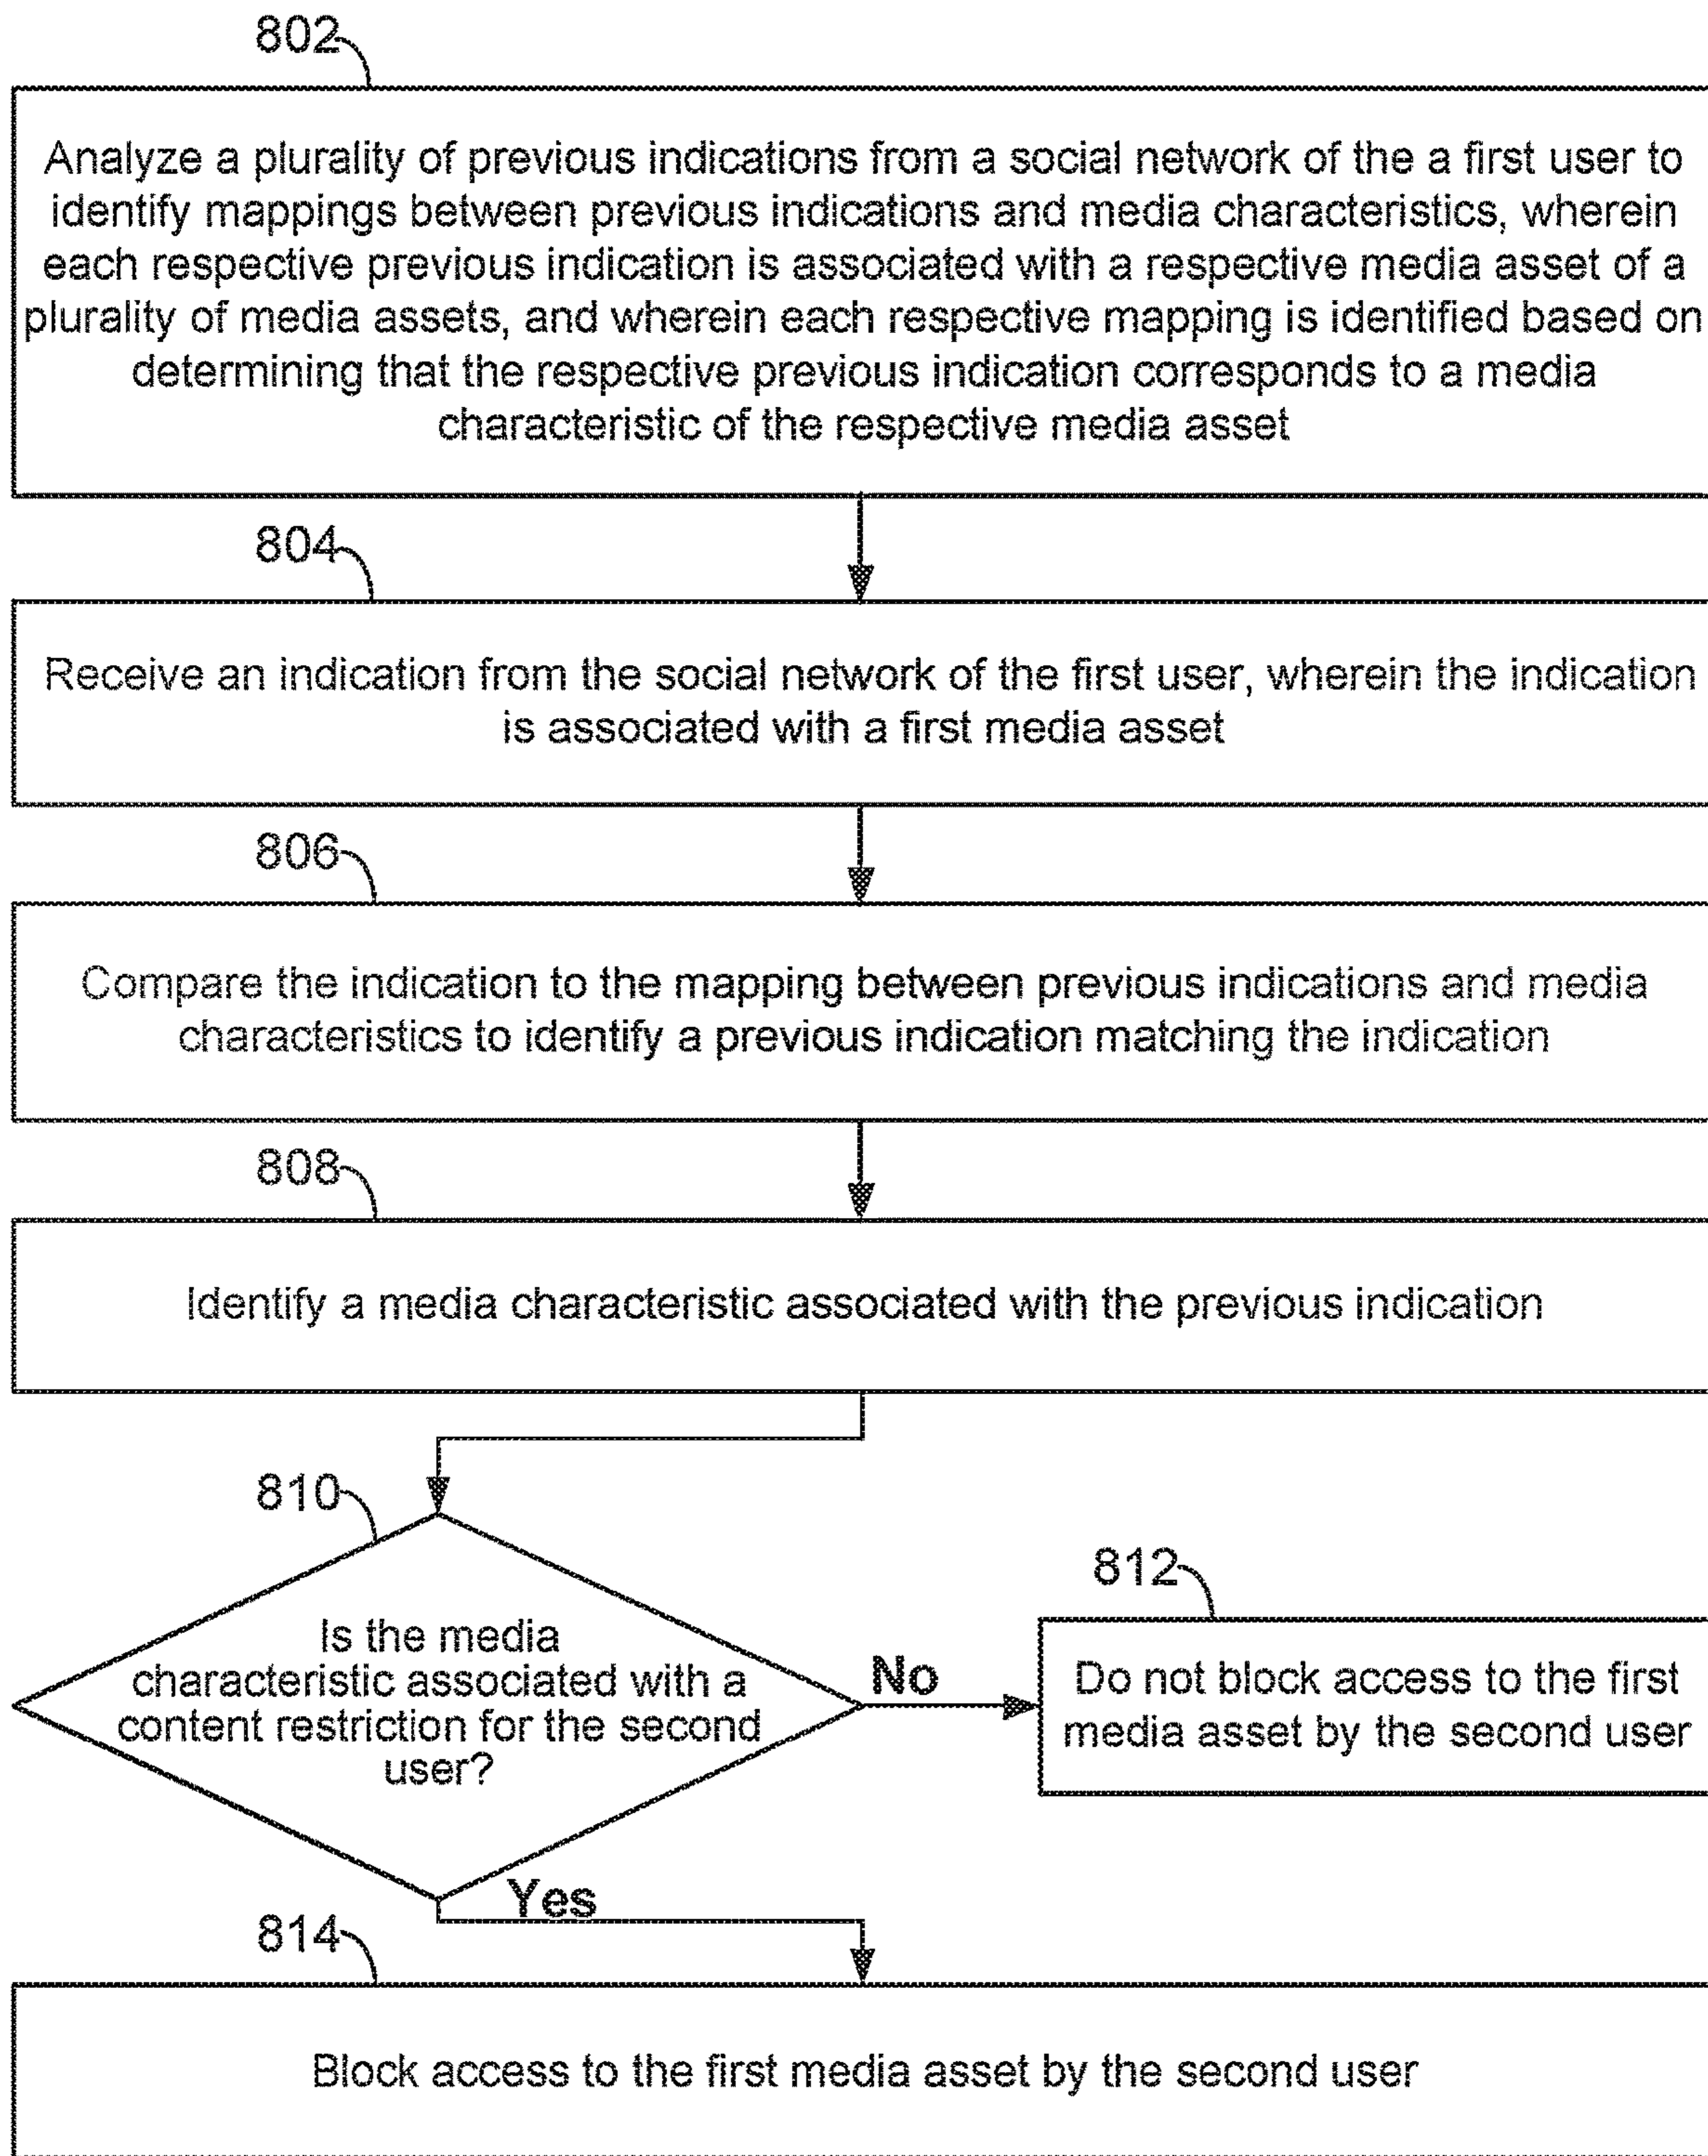 802
Analyze a plurality of previous indications from a social network of the a first user to
identify mappings between previous indications and media characteristics, wherein
each respective previous indication is associated with a respective media asset of a
plurality of media assets, and wherein each respective mapping is identified based on
determining that the respective previous indication corresponds to a media
characteristic of the respective media asset
804
Receive an indication from the social network of the first user, wherein the indication
is associated with a first media asset
806
Compare the indication to the mapping between previous indications and media
characteristics to identify a previous indication matching the indication
808
Identify a media characteristic associated with the previous indication
810
Is the media
characteristic associated with a
content restriction for the second
user?
No
812
Do not block access to the first
media asset by the second user
Yes
814
Block access to the first media asset by the second user